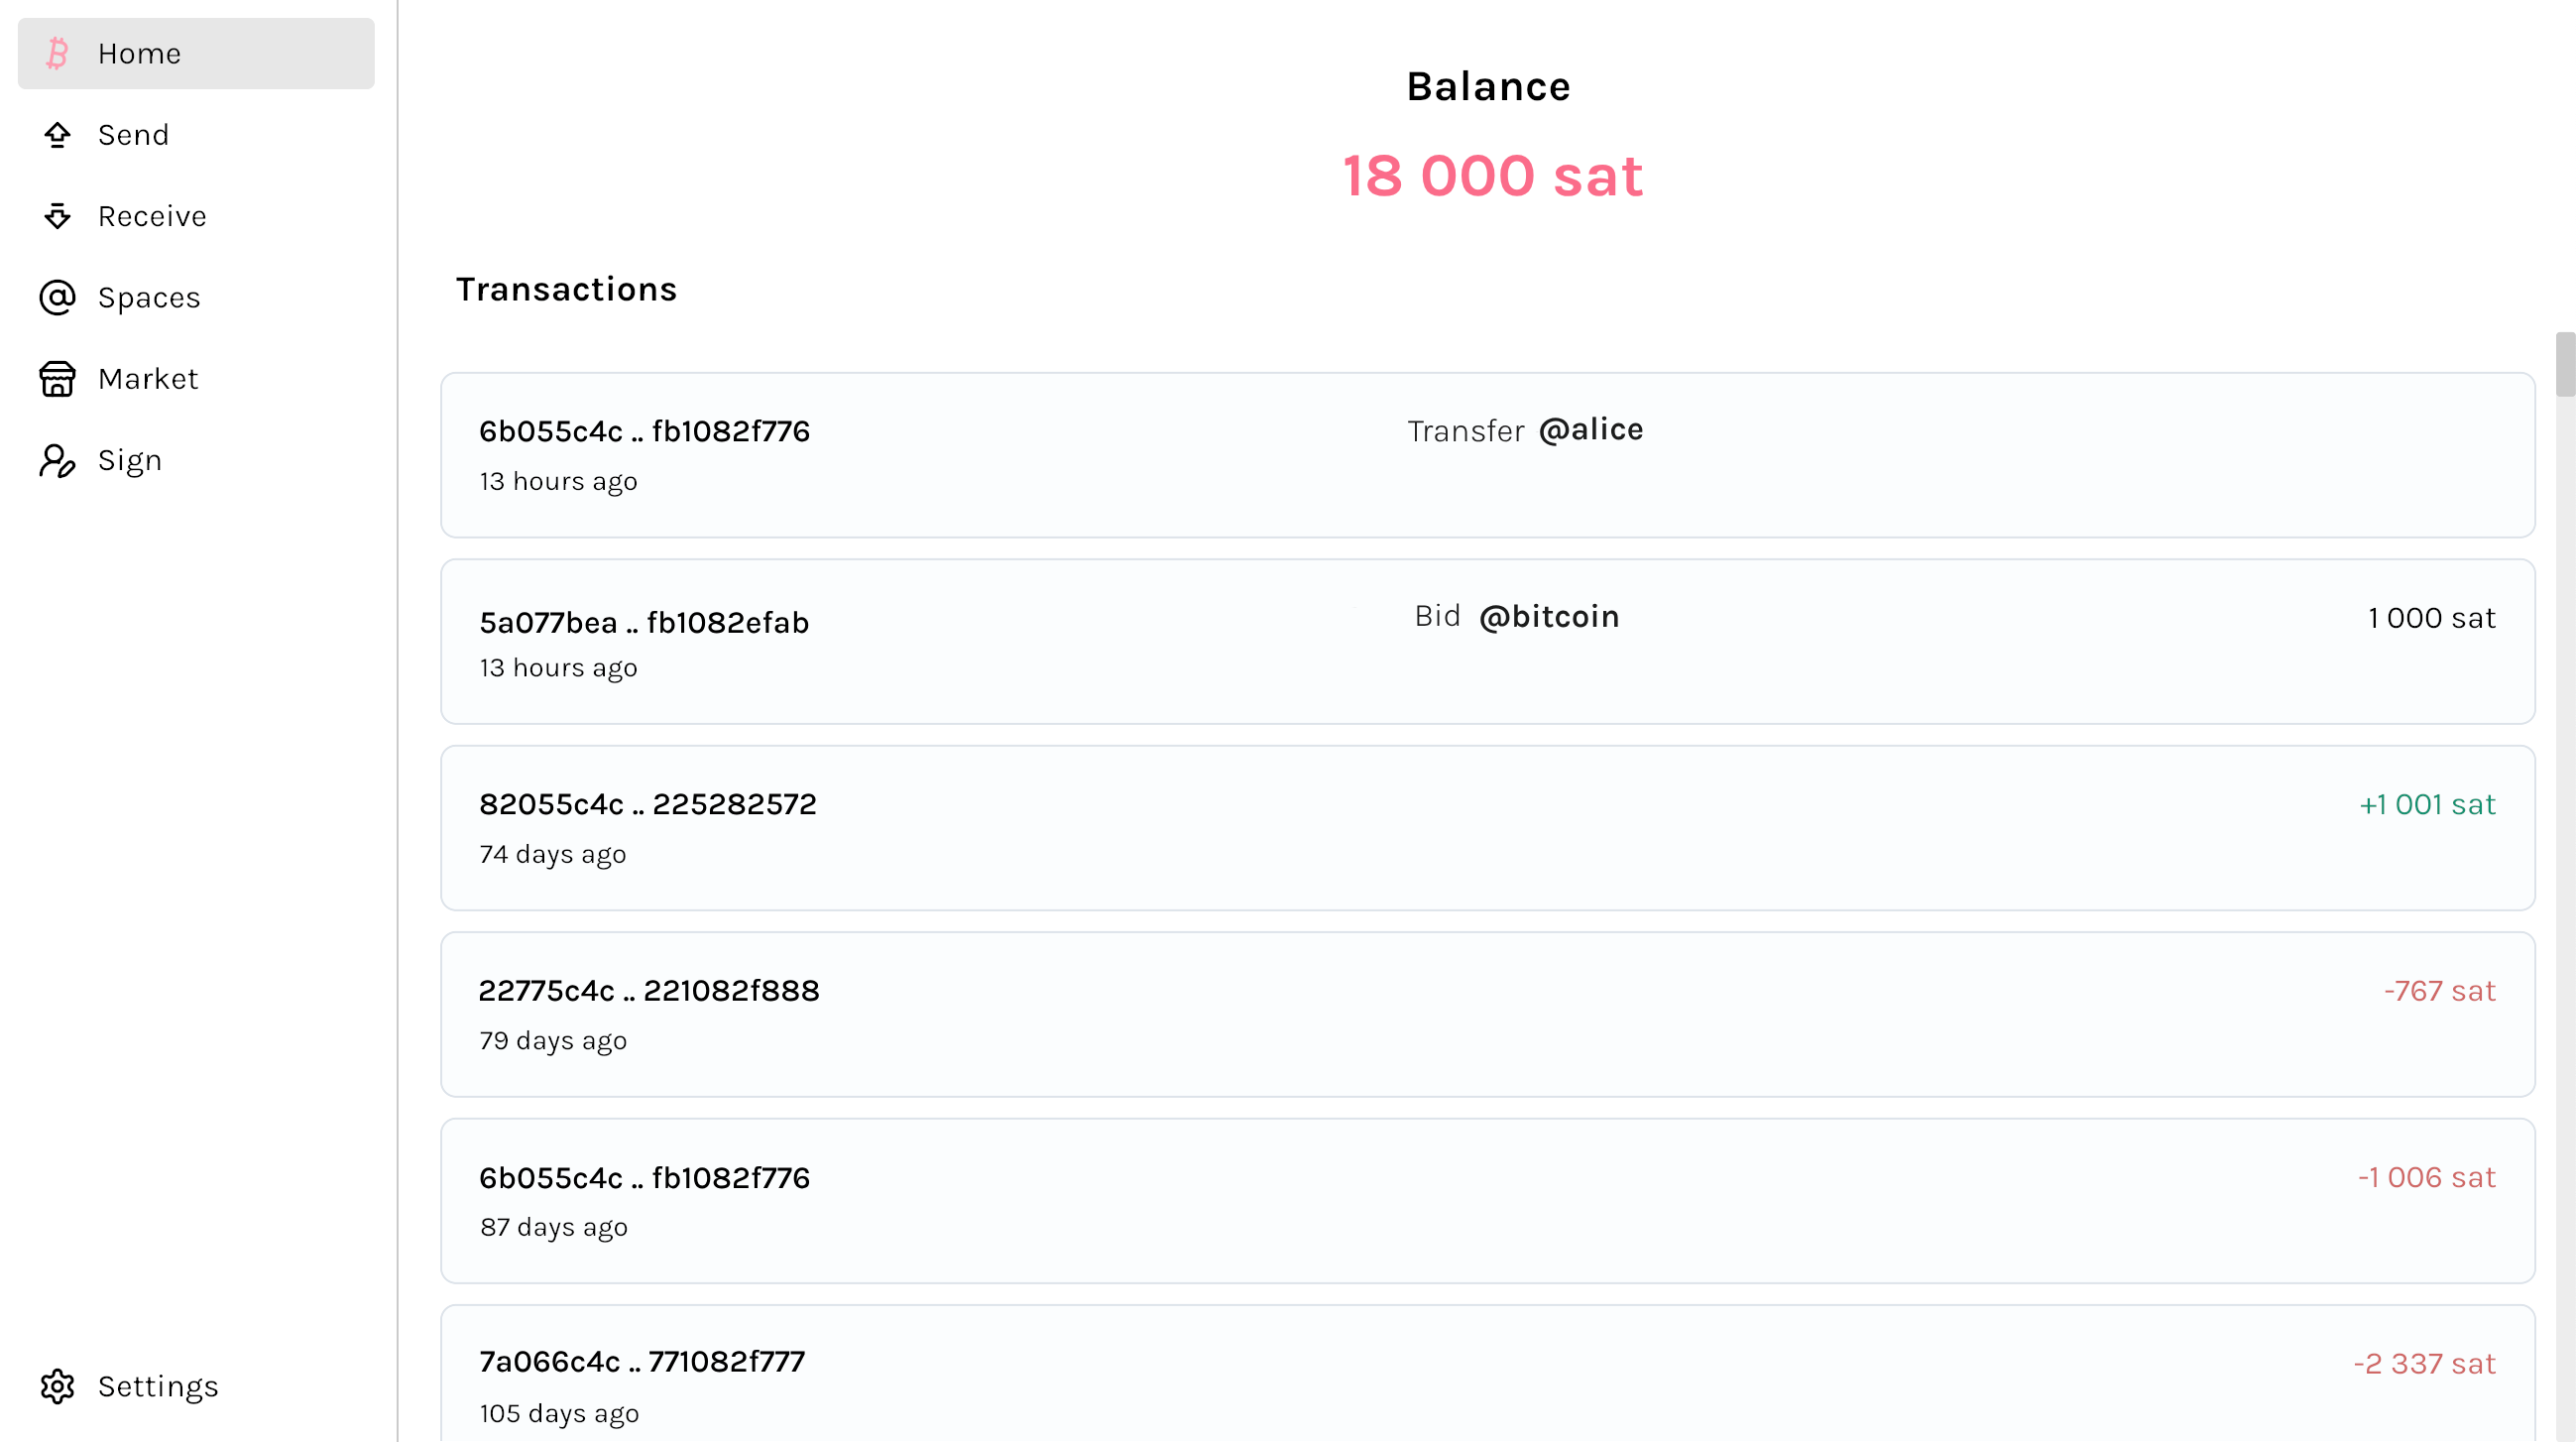 Home
Send
Receive
Spaces
Market
Sign
Settings
Balance
18 000 sat
Transactions
6b055c4c .. fb1082f776
Transfer @alice
13 hours ago
5a077bea .. fb1082efab
Bid @bitcoin
1 000 sat
13 hours ago
82055c4c .. 225282572
+1 001 sat
74 days ago
22775c4c .. 221082f888
-767 sat
79 days ago
6b055c4c .. fb1082f776
-1 006 sat
87 days ago
7a066c4c .. 771082f777
-2 337 sat
105 days ago